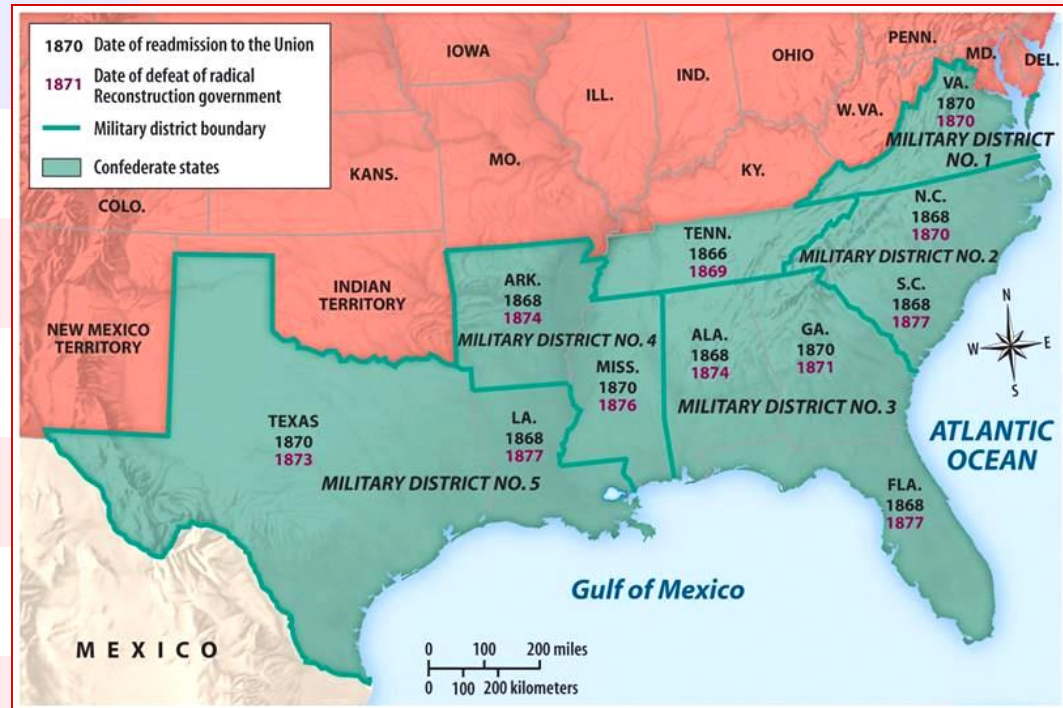 1870 Date of readmission to the Union
1871 Date of defeat of radical
Reconstruction government
Military district boundary
Confederate states
IOWA
ILL.
IND.
OHIO
PENN.
MD.
DEL.
W. VA.
VA.
1870
1870
MILITARY DISTRICT
NO. 1
COLO.
KANS.
MO.
KY.
N.C.
1868
1870
MILITARY DISTRICT NO. 2
TENN.
1866
1869
S.C.
1868
1877
NEW MEXICO
TERRITORY
INDIAN
TERRITORY
ARK.
1868
1874
MILITARY DISTRICT NO. 4
MISS.
1870
1876
ALA.
1868
1874
GA.
1870
1871
MILITARY DISTRICT NO. 3
N
W
E
S
TEXAS
1870
1873
LA.
1868
1877
MILITARY DISTRICT NO. 5
ATLANTIC
OCEAN
FLA.
1868
1877
Gulf of Mexico
MEXICO
0 100 200 miles
0 100 200 kilometers